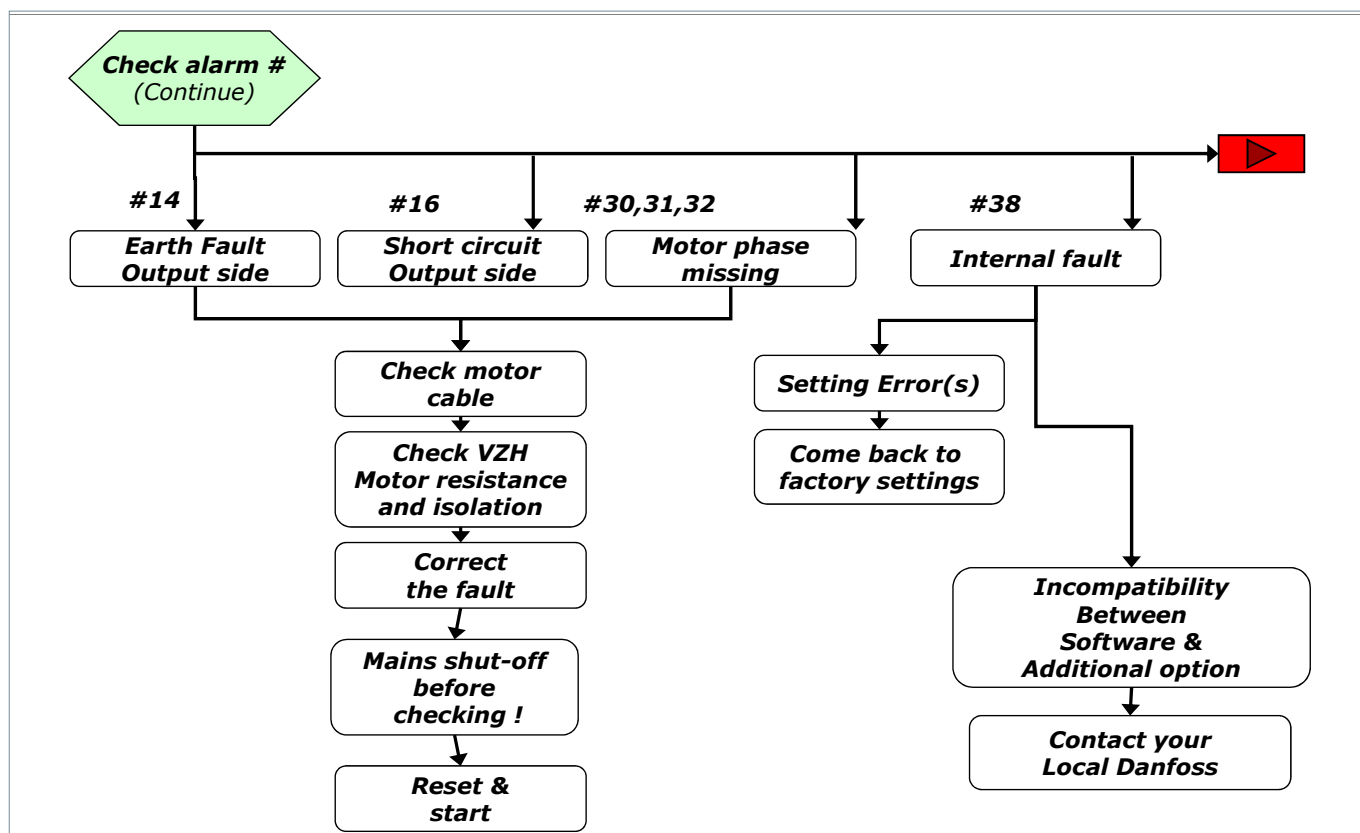 Check alarm #
(Continue)
#14
#16
#30,31,32
#38
Earth Fault
Output side
Short circuit
Output side
Motor phase
missing
Internal fault
Check motor
cable
Check VZH
Motor resistance
and isolation
Correct
the fault
Mains shut-off
before
checking !
Reset &
start
Setting Error(s)
Come back to
factory settings
Incompatibility
Between
Software &
Additional option
Contact your
Local Danfoss